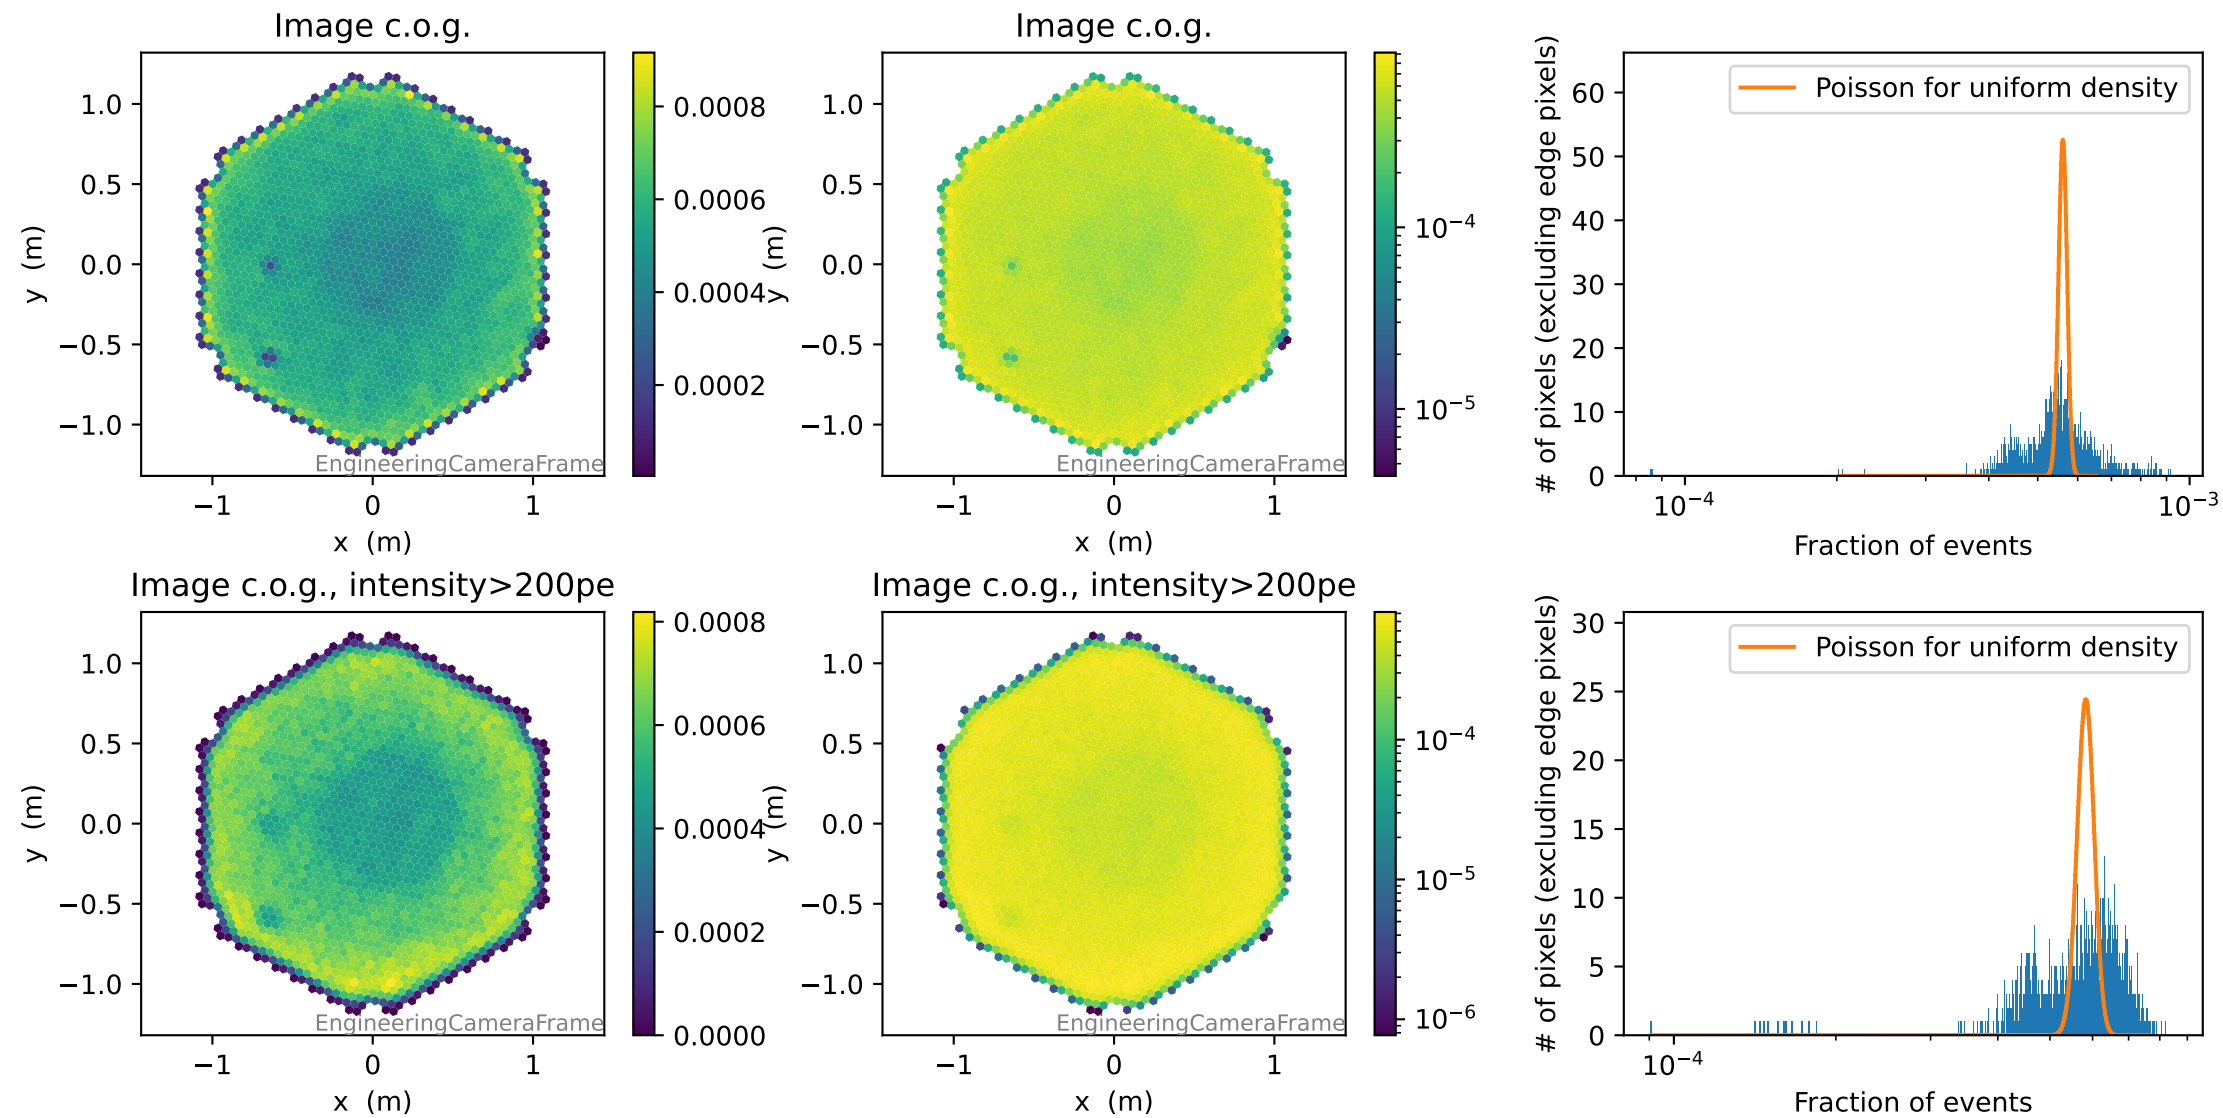 Image c.o.g.
1.0
0.5
0.0
−0.5
−1.0
y (m)
−1
0
1
x (m)
EngineeringCameraFrame
0.0008
0.0006
0.0004
0.0002
Image c.o.g.
1.0
0.5
0.0
−0.5
−1.0
y (m)
−1
0
1
x (m)
EngineeringCameraFrame
10⁻⁴
10⁻⁵
Poisson for uniform density
60
50
40
30
20
10
0
# of pixels (excluding edge pixels)
10⁻⁴
10⁻³
Fraction of events
Image c.o.g., intensity>200pe
1.0
0.5
0.0
−0.5
−1.0
y (m)
−1
0
1
x (m)
EngineeringCameraFrame
0.0008
0.0006
0.0004
0.0002
0.0000
Image c.o.g., intensity>200pe
1.0
0.5
0.0
−0.5
−1.0
y (m)
−1
0
1
x (m)
EngineeringCameraFrame
10⁻⁴
10⁻⁵
10⁻⁶
Poisson for uniform density
30
25
20
15
10
5
0
# of pixels (excluding edge pixels)
10⁻⁴
Fraction of events